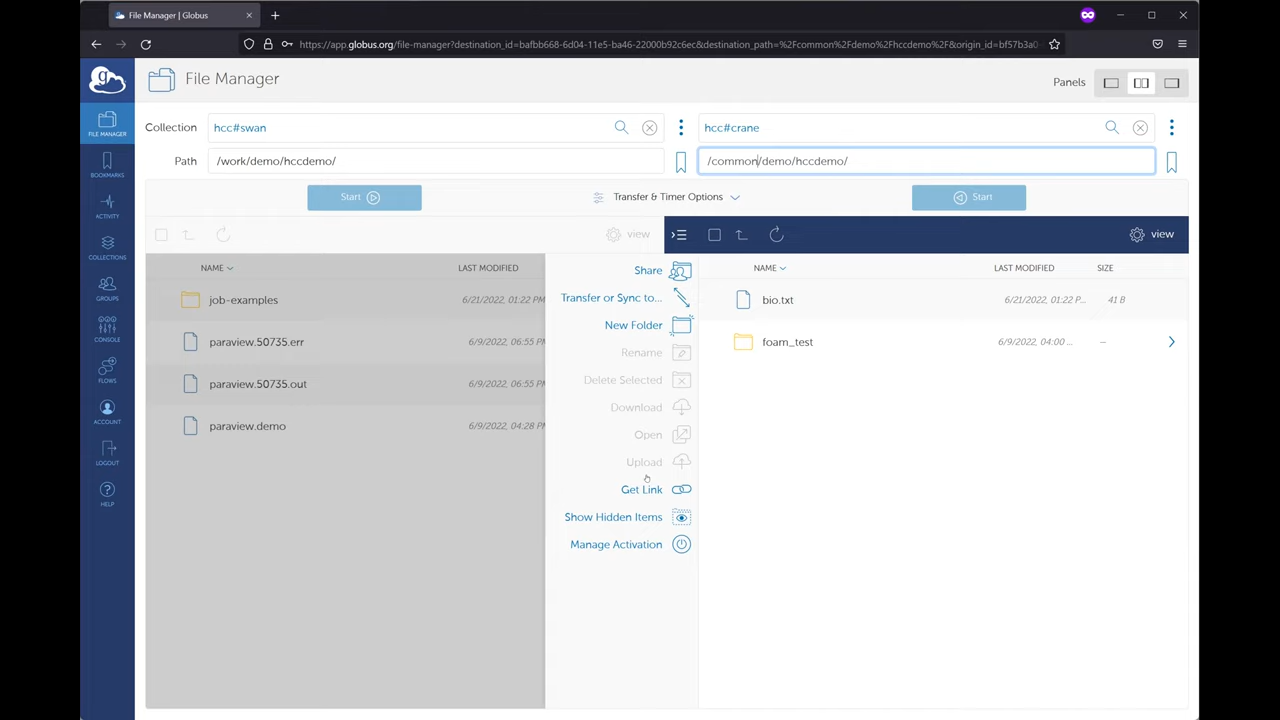 File Manager | Globus
https://app.globus.org/file-manager?destination_id=bafbb668-6d04-11e5-ba46-22000b92c6ec&destination_path=%2Fcommon%2Fdemo%2Fhccdemo%2F&origin_id=bf57b3a0
File Manager
Panels
FILE MANAGER
BOOKMARKS
ACTIVITY
COLLECTIONS
GROUPS
CONSOLE
FLOWS
ACCOUNT
LOGOUT
HELP
Collection hcc#swan hcc#crane
Path /work/demo/hccdemo/ /common/demo/hccdemo/
Start Transfer & Timer Options Start
view view
NAME LAST MODIFIED
job-examples 6/21/2022, 01:22 PM
paraview.50735.err 6/9/2022, 06:55 PM
paraview.50735.out 6/9/2022, 06:55 PM
paraview.demo 6/9/2022, 04:28 PM
Share
Transfer or Sync to...
New Folder
Rename
Delete Selected
Download
Open
Upload
Get Link
Show Hidden Items
Manage Activation
NAME LAST MODIFIED SIZE
bio.txt 6/21/2022, 01:22 P... 41 B
foam_test 6/9/2022, 04:00 ... —